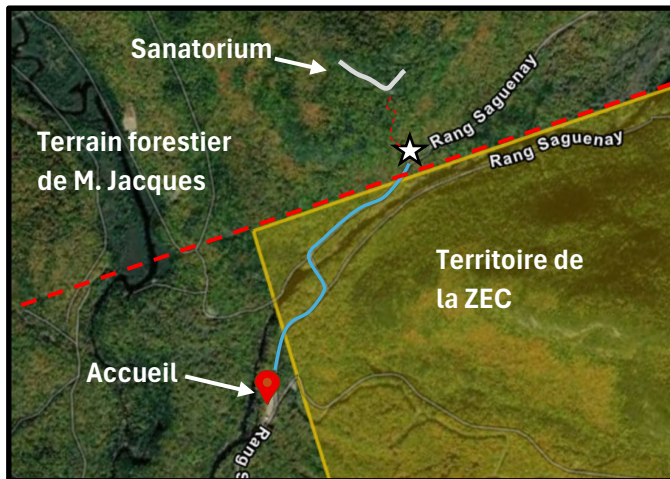 Sanatorium
Rang Saguenay
Rang Saguenay
Terrain forestier
de M. Jacques
Territoire de
la ZEC
Accueil
Rang S